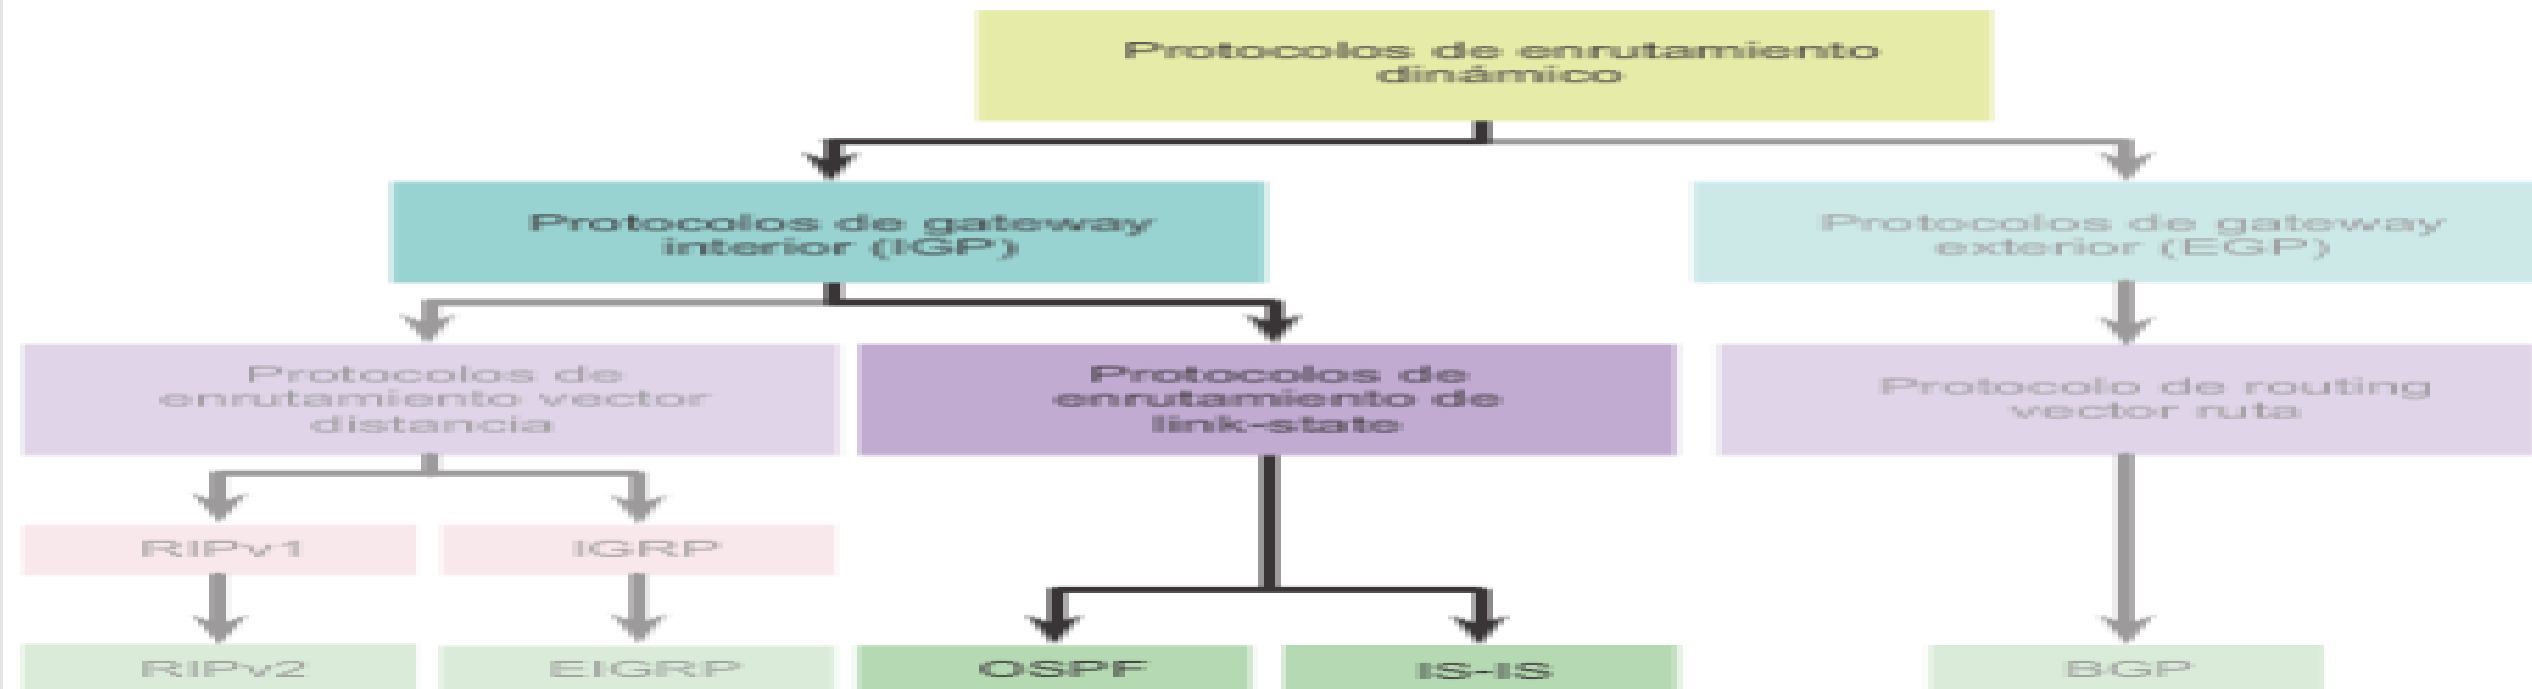 Protocolos de enrutamiento
dinámico
Protocolos de gateway
interior (IGP)
Protocolos de gateway
exterior (EGP)
Protocolos de
enrutamiento vector
distancia
Protocolos de
enrutamiento de
link-state
Protocolo de routing
vector ruta
RIPv1
IGRP
RIPv2
EIGRP
OSPF
IS-IS
BGP